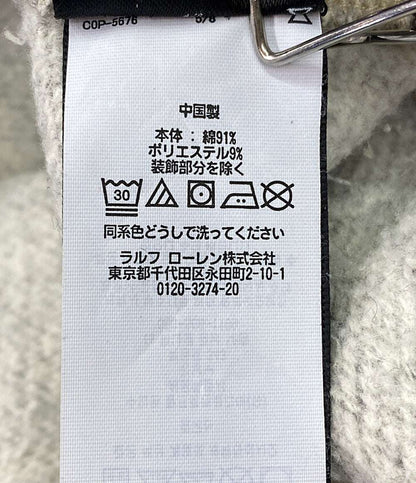 COP-5676
5/8
中国製
本体：綿91%
ポリエステル9%
装飾部分を除く
30
同系色どうしで洗ってください
ラルフ ローレン株式会社
東京都千代田区永田町2-10-1
0120-3274-20